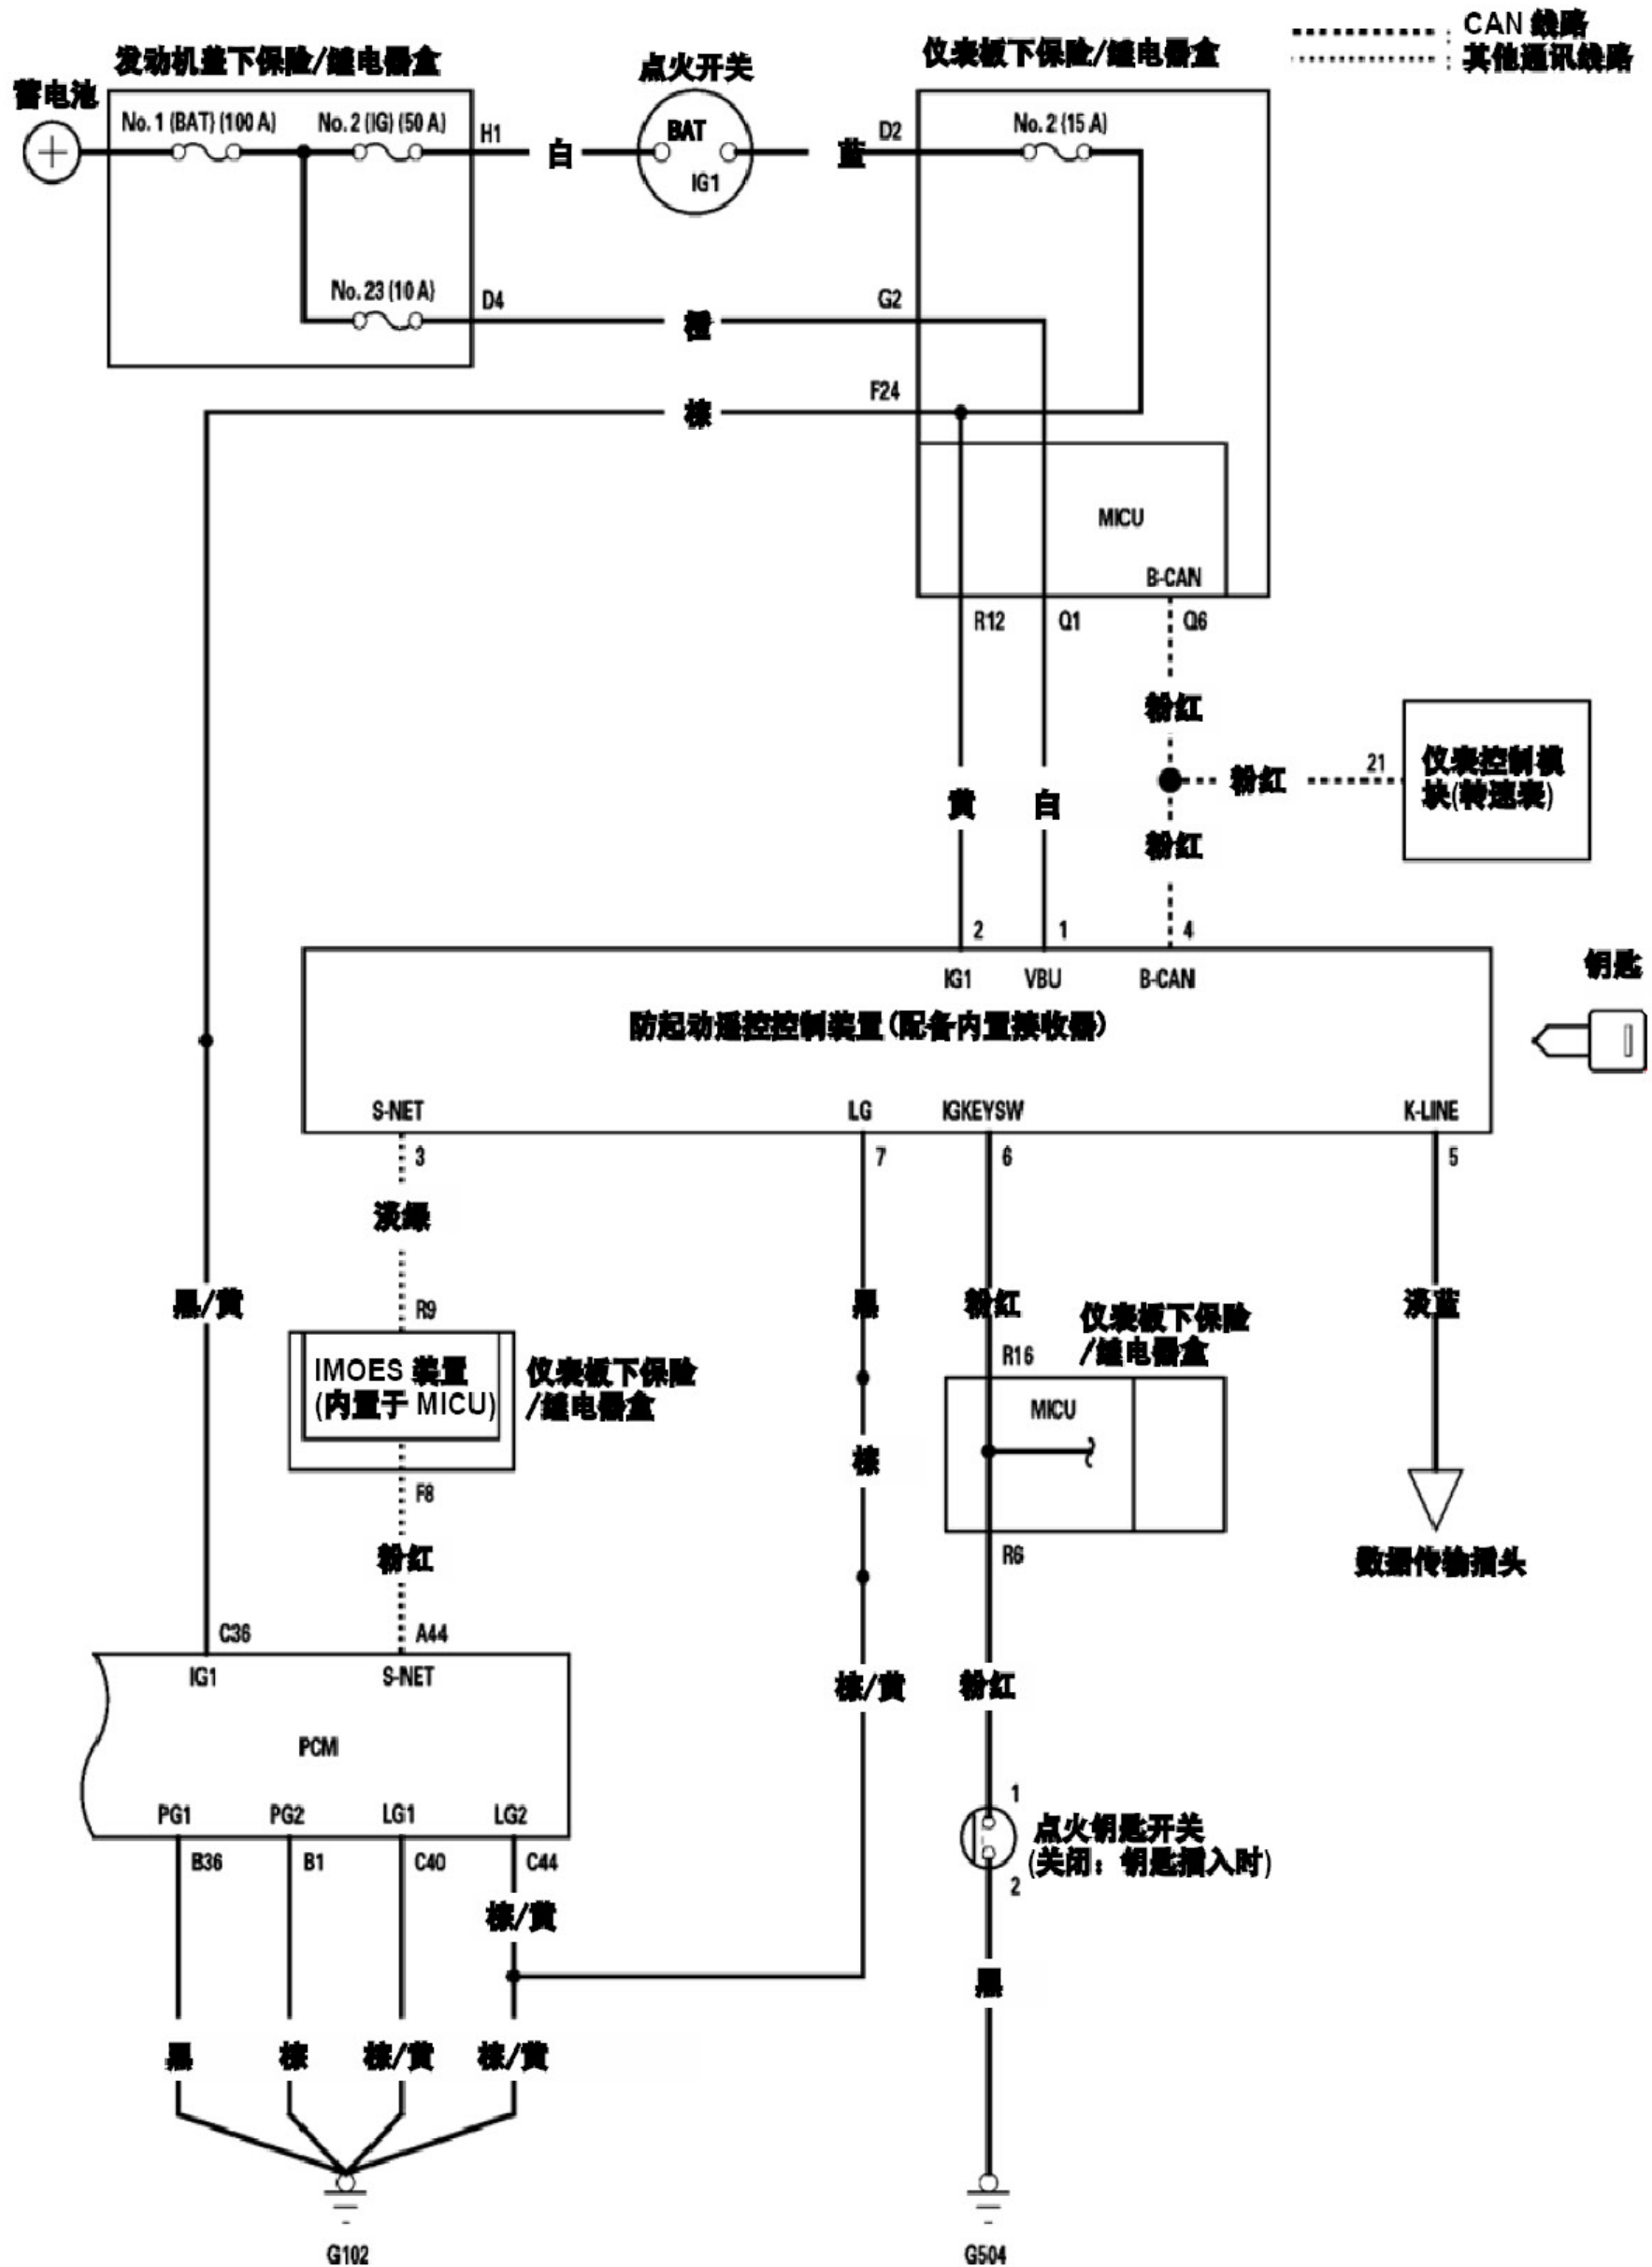 CAN 线路
其他通讯线路
发动机盖下保险/继电器盒
点火开关
仪表板下保险/继电器盒
蓄电池
No. 1 (BAT) (100 A)
No. 2 (IG) (50 A)
H1
白
BAT
IG1
蓝
D2
No. 2 (15 A)
No. 23 (10 A)
D4
橙
G2
棕
F24
MICU
B-CAN
R12
Q1
Q6
粉红
粉红
21
仪表控制模
块(转速表)
黄
白
粉红
2
1
4
IG1
VBU
B-CAN
钥匙
防起动遥控控制装置(配备内置接收器)
S-NET
LG
IGKEYSW
K-LINE
3
7
6
5
淡绿
黑/黄
R9
黑
粉红
淡蓝
仪表板下保险
/继电器盒
R16
IMOES 装置
(内置于 MICU)
仪表板下保险
/继电器盒
MICU
棕
F8
R6
粉红
数据传输插头
C36
A44
IG1
S-NET
棕/黄
粉红
PCM
PG1
PG2
LG1
LG2
1
点火钥匙开关
(关闭：钥匙插入时)
2
B36
B1
C40
C44
棕/黄
黑
黑
棕
棕/黄
棕/黄
G102
G504